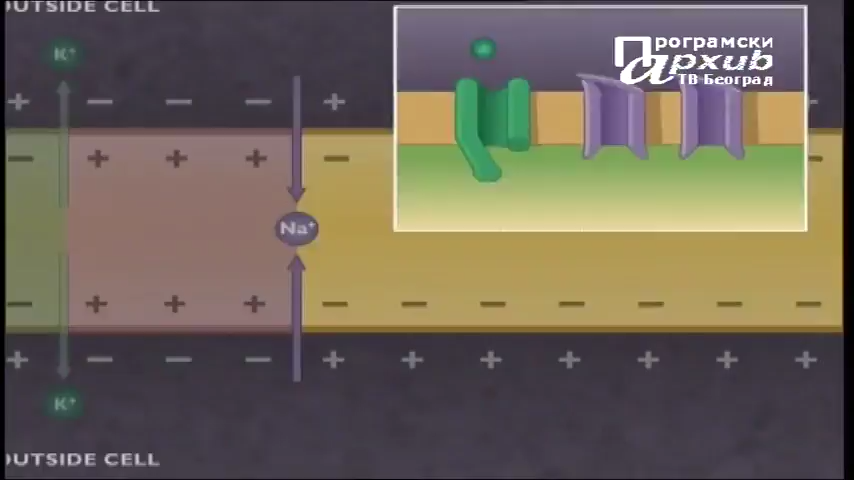 OUTSIDE CELL
K⁺
Програмски
Архив
ТВ Београд
Na⁺
K⁺
OUTSIDE CELL